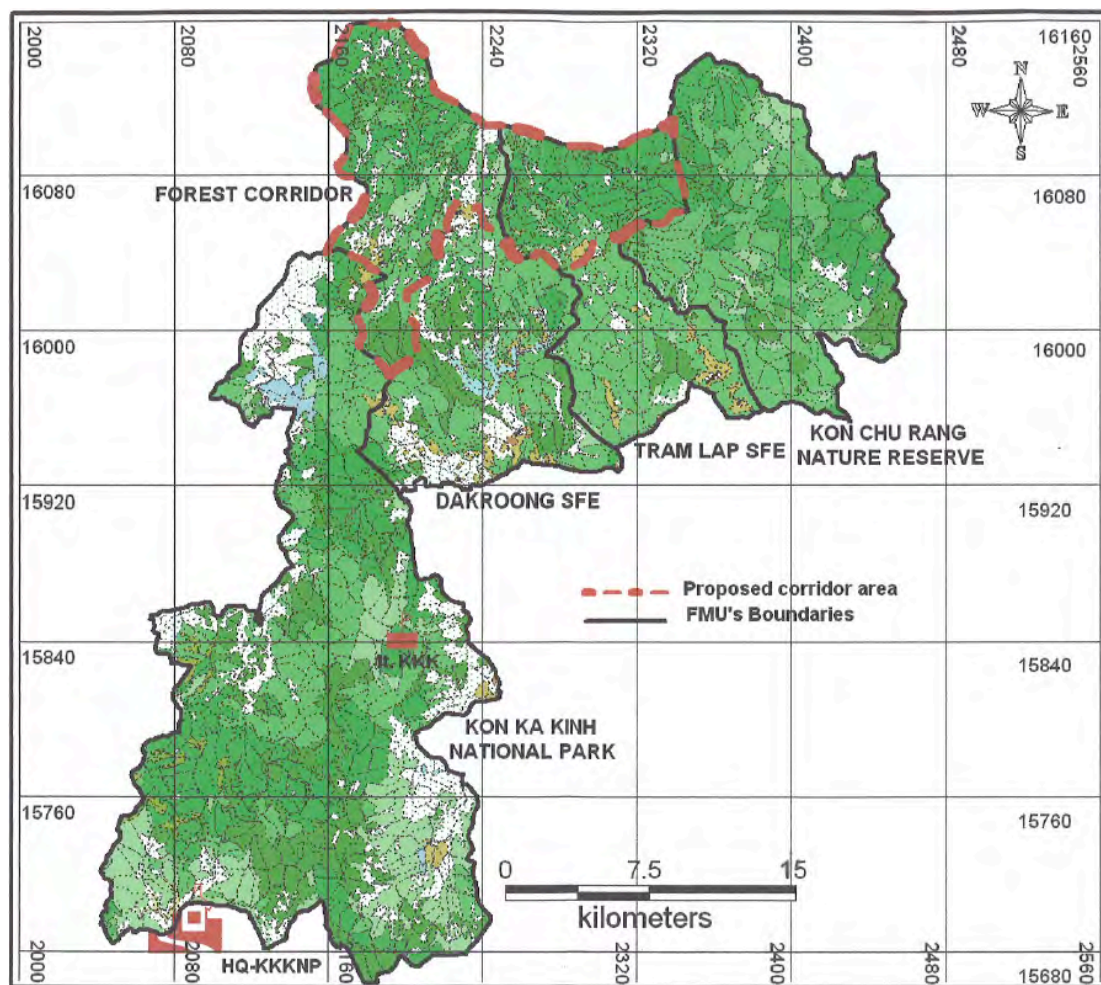 2000
2080
2160
2240
2320
2400
2480
16160
2560
N
W E
S
16080
16080
FOREST CORRIDOR
16000
16000
TRAM LAP SFE
KON CHU RANG
NATURE RESERVE
15920
DAKROONG SFE
15920
Proposed corridor area
FMU's Boundaries
15840
KKK
15840
KON KA KINH
NATIONAL PARK
15760
15760
0 7.5 15
kilometers
HQ-KKKNP
2000
2080
2160
2320
2400
2480
15680
2560